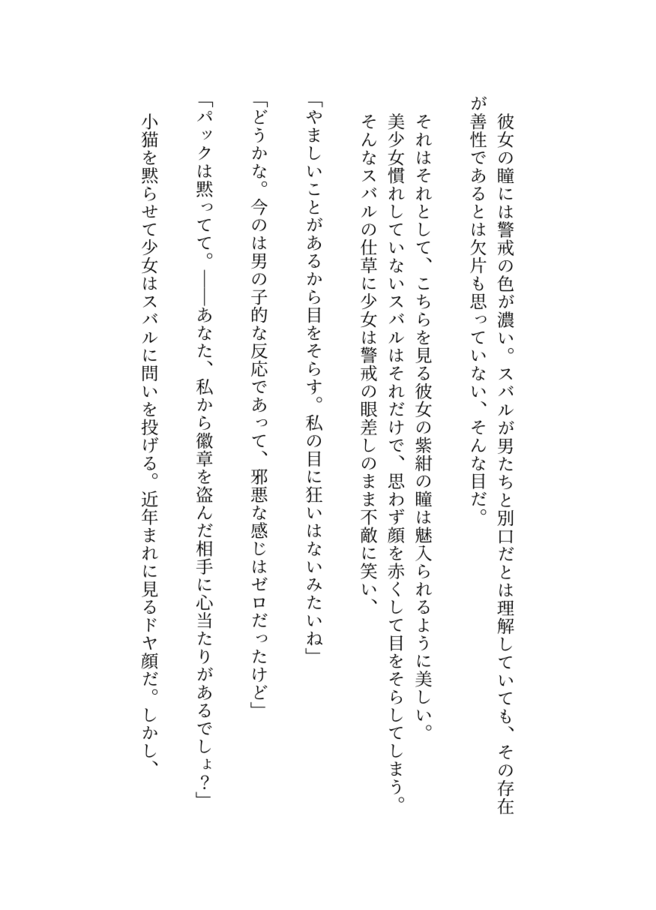 彼女の瞳には警戒の色が濃い。スバルが男たちと別口だとは理解していても、その存在
が善性であるとは欠片も思っていない、そんな目だ。
それはそれとして、こちらを見る彼女の紫紺の瞳は魅入られるように美しい。
美少女慣れしていないスバルはそれだけで、思わず顔を赤くして目をそらしてしまう。
そんなスバルの仕草に少女は警戒の眼差しのまま不敵に笑い、
「やましいことがあるから目をそらす。私の目に狂いはないみたいね」
「どうかな。今のは男の子的な反応であって、邪悪な感じはゼロだったけど」
「パックは黙ってて。――あなた、私から徽章を盗んだ相手に心当たりがあるでしょ？」
小猫を黙らせて少女はスバルに問いを投げる。近年まれに見るドヤ顔だ。しかし、